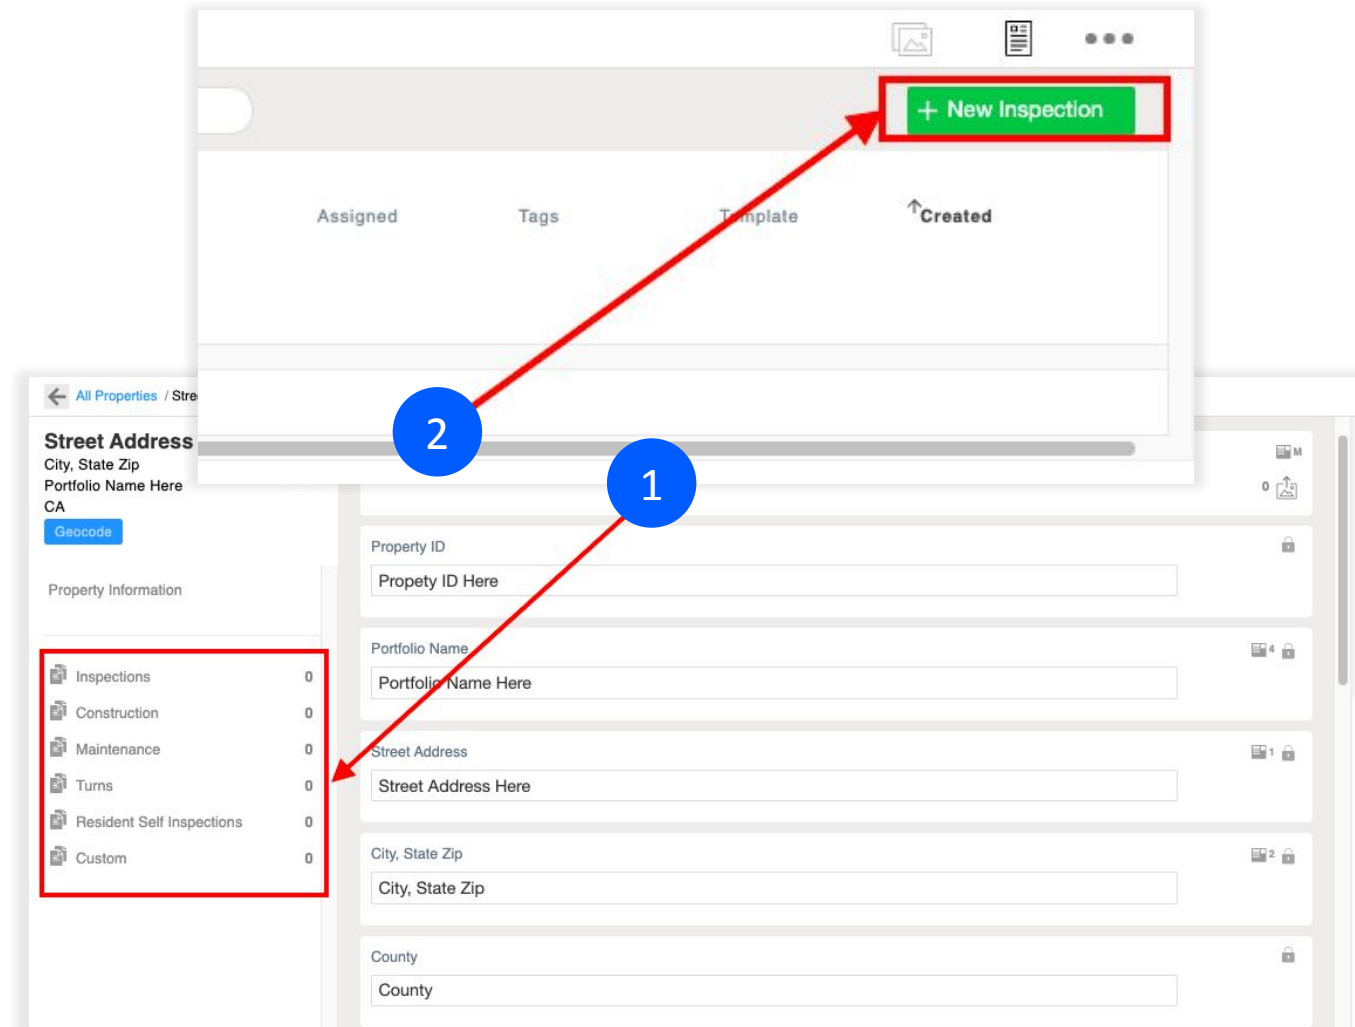 + New Inspection
Assigned Tags Template Created
2
All Properties / Stre
Street Address
City, State Zip
Portfolio Name Here
CA
Geocode
Property Information
Inspections 0
Construction 0
Maintenance 0
Turns 0
Resident Self Inspections 0
Custom 0
1
M
0
Property ID
Propety ID Here
Portfolio Name 4
Portfolio Name Here
Street Address 1
Street Address Here
City, State Zip 2
City, State Zip
County
County